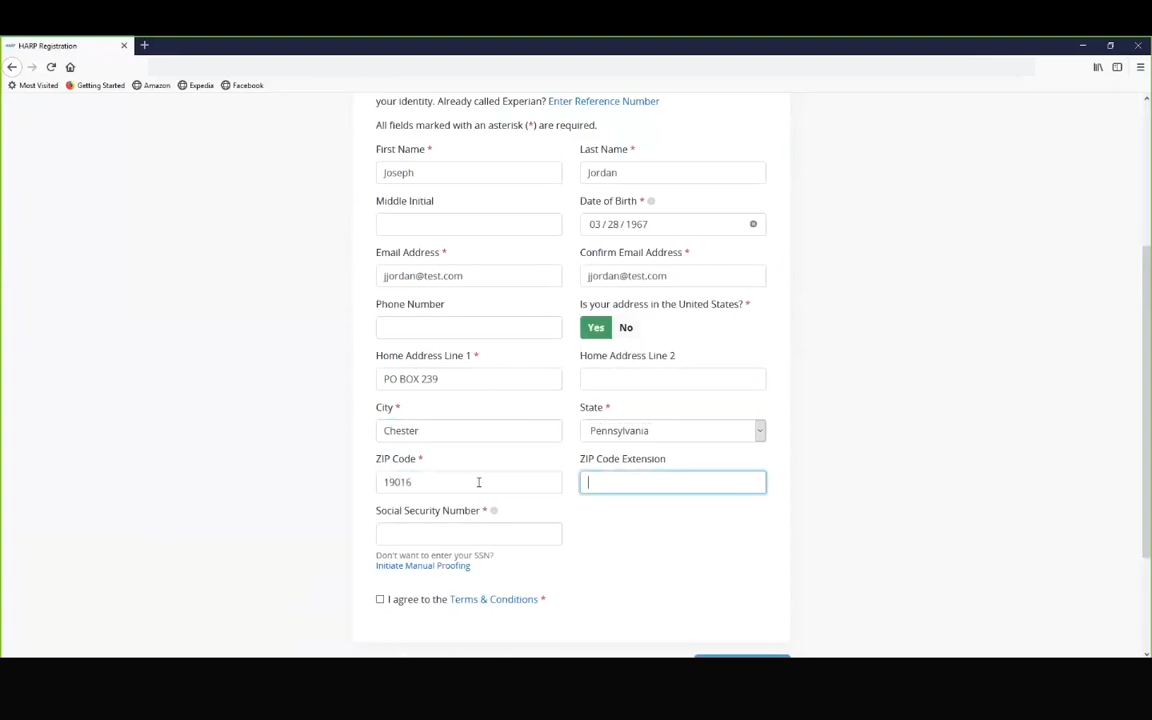 HARP Registration
Most Visited Getting Started Amazon Expedia Facebook
your identity. Already called Experian? Enter Reference Number
All fields marked with an asterisk (*) are required.
First Name * Last Name *
Joseph Jordan
Middle Initial Date of Birth *
03 / 28 / 1967
Email Address * Confirm Email Address *
jjordan@test.com jjordan@test.com
Phone Number Is your address in the United States? *
Yes No
Home Address Line 1 * Home Address Line 2
PO BOX 239
City * State *
Chester Pennsylvania
ZIP Code * ZIP Code Extension
19016
Social Security Number *
Don't want to enter your SSN?
Initiate Manual Proofing
I agree to the Terms & Conditions *